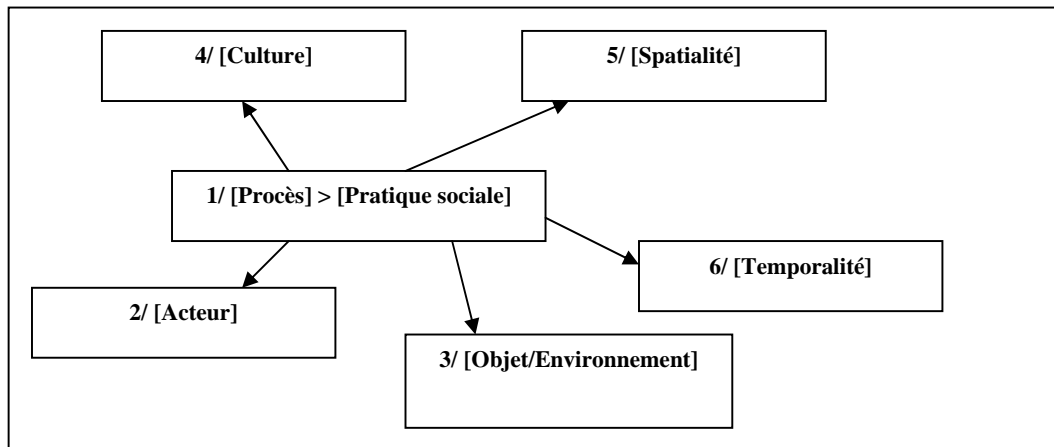 4/ [Culture]
5/ [Spatialité]
1/ [Procès] > [Pratique sociale]
6/ [Temporalité]
2/ [Acteur]
3/ [Objet/Environnement]